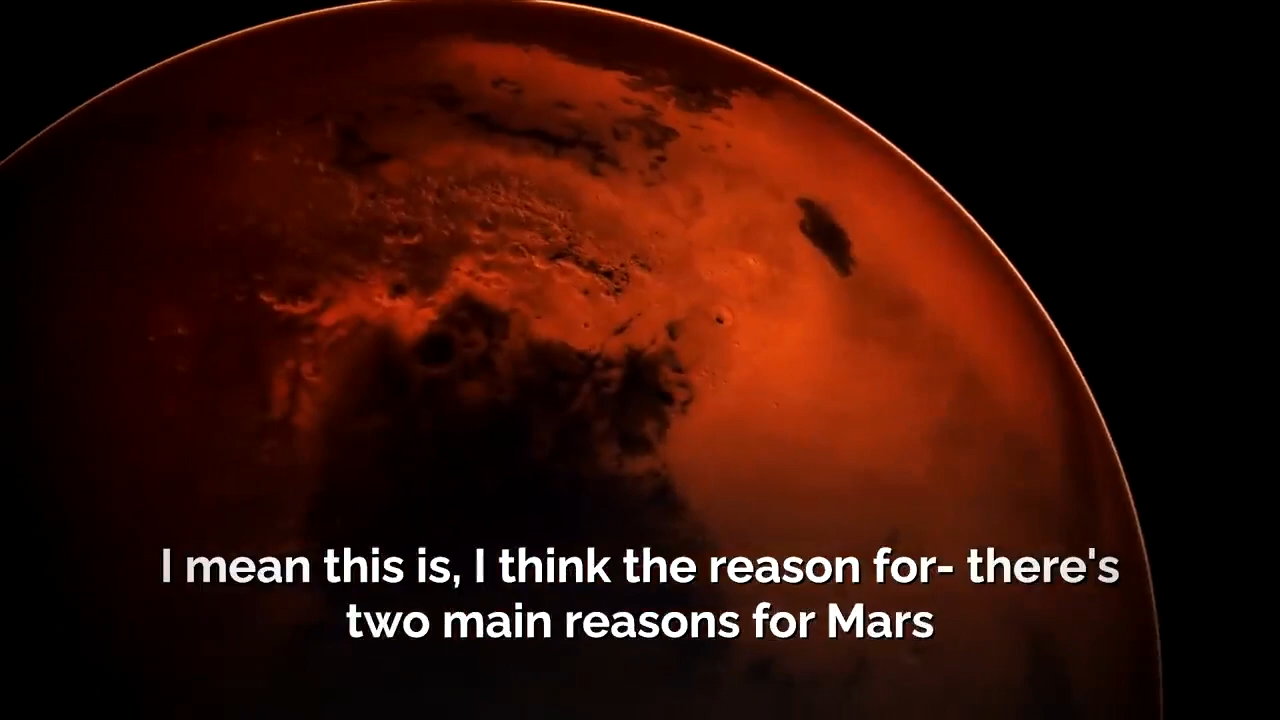 I mean this is, I think the reason for- there's
two main reasons for Mars